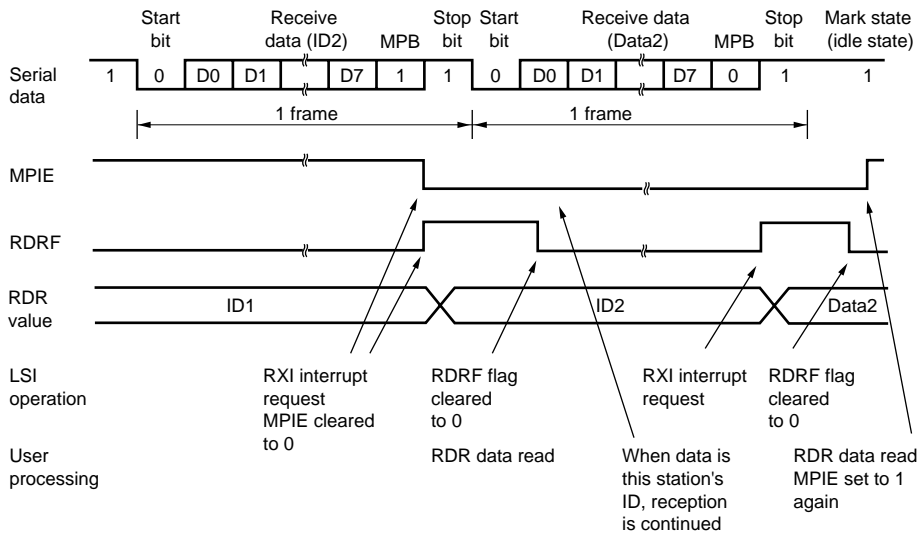 Start bit
Receive data (ID2)
MPB
Stop bit
Start bit
Receive data (Data2)
MPB
Stop bit
Mark state (idle state)
Serial data
1 0 D0 D1 D7 1 1 0 D0 D1 D7 0 1 1
1 frame 1 frame
MPIE
RDRF
RDR value
ID1 ID2 Data2
LSI operation
RXI interrupt request MPIE cleared to 0
RDRF flag cleared to 0
RXI interrupt request
RDRF flag cleared to 0
User processing
RDR data read
When data is this station's ID, reception is continued
RDR data read MPIE set to 1 again